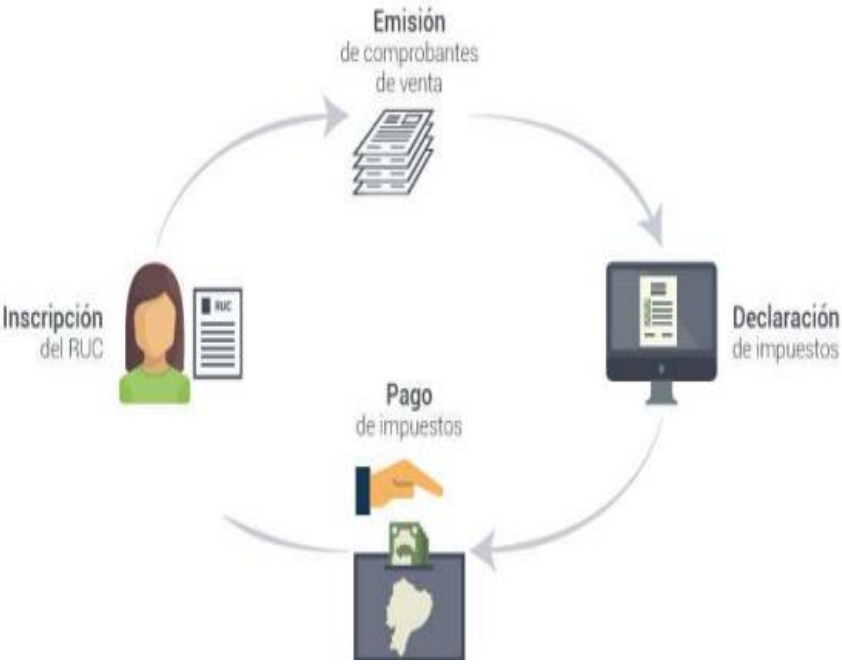 Emisión
de comprobantes
de venta
Inscripción
del RUC
RUC
Declaración
de impuestos
Pago
de impuestos